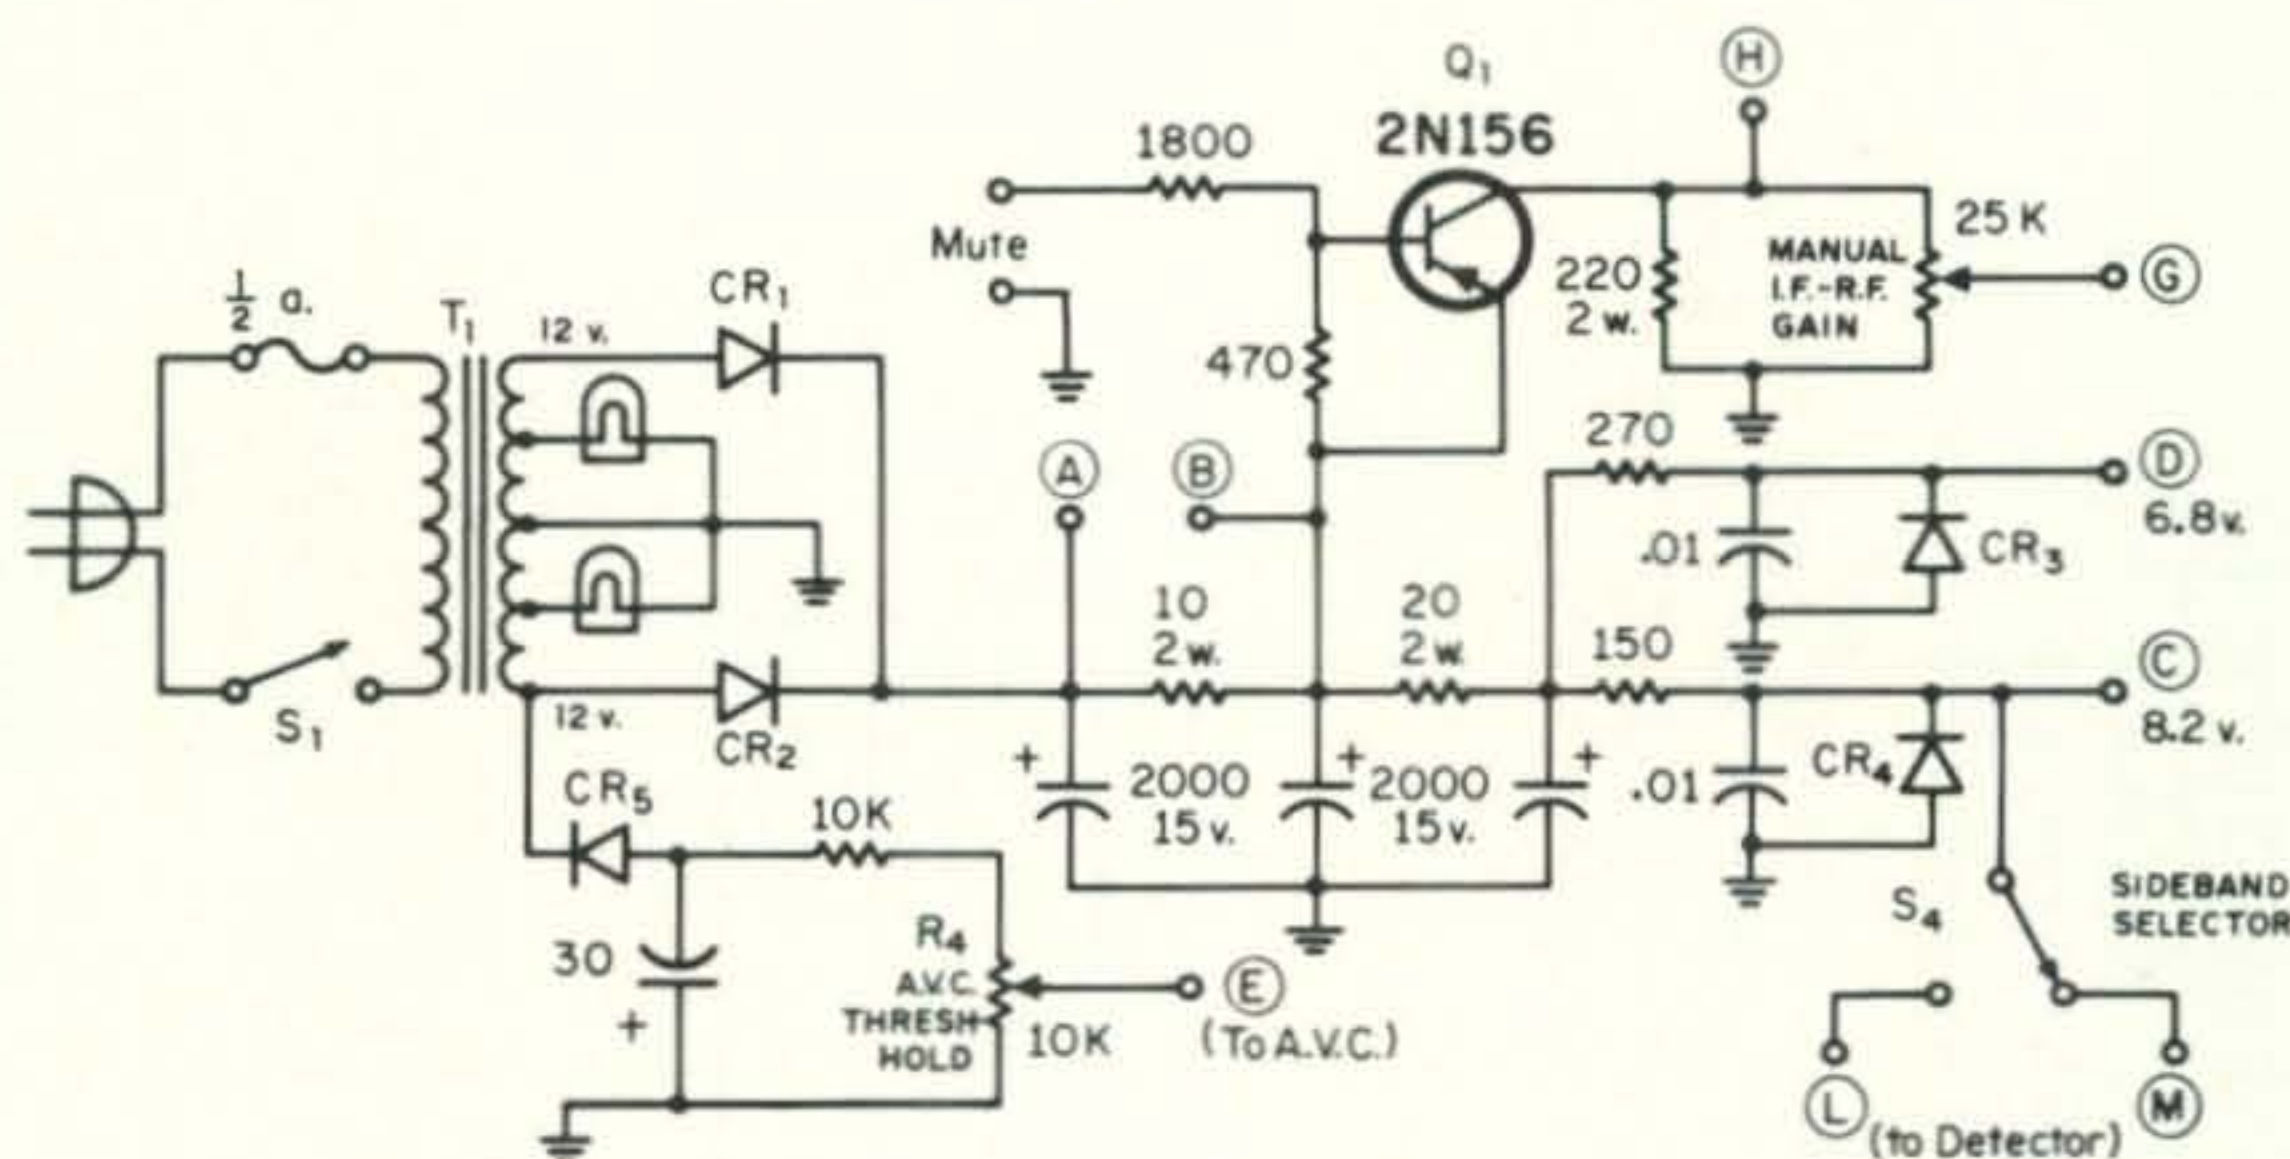 ½ a.
T₁
12 v.
CR₁
S₁
12 v.
CR₂
CR₅
10K
30
+
R₄
A.V.C.
THRESH-
HOLD
10K
E
(To A.V.C.)
Mute
1800
Q₁
2N156
470
A
B
10
2 w.
20
2 w.
+
2000
15 v.
+
2000
15 v.
+
H
220
2 w.
MANUAL
I.F.-R.F.
GAIN
25 K
G
270
.01
CR₃
D
6.8 v.
150
.01
CR₄
C
8.2 v.
S₄
SIDEBAND
SELECTOR
L
(to Detector)
M